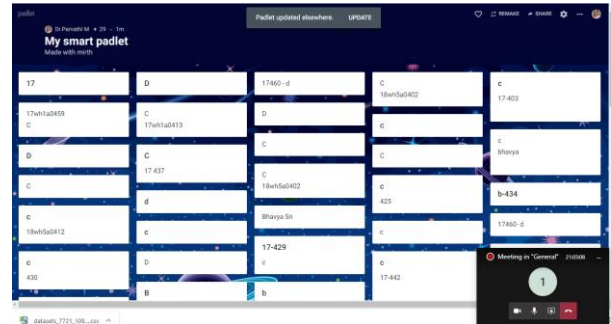 padlet
Dr.Parvathi M + 29 · 1m
My smart padlet
Made with mirth
Padlet updated elsewhere. UPDATE
REMAKE SHARE
17
17wh1a0459
C
D
C
c
18wh5a0412
c
430
D
C
17wh1a0413
C
17 437
d
c
D
B
17460 - d
D
C
C
18wh5a0402
Bhavya Sri
17-429
c
b
C
18wh5a0402
c
C
c
425
c
c
17-442
c
17-403
c
bhavya
b-434
17460- d
Meeting in "General"
1
datasets_7721_109....csv